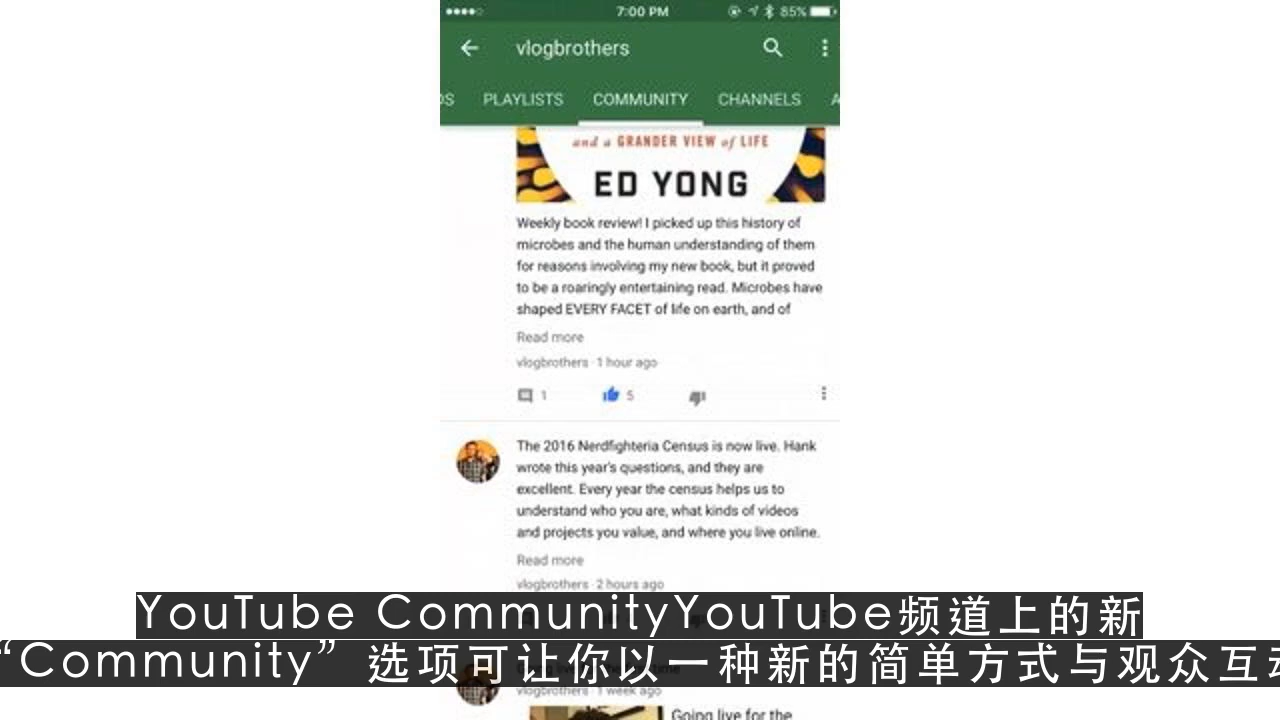 7:00 PM
85%
vlogbrothers
PLAYLISTS COMMUNITY CHANNELS
and a GRANDER VIEW of LIFE
ED YONG
Weekly book review! I picked up this history of
microbes and the human understanding of them
for reasons involving my new book, but it proved
to be a roaringly entertaining read. Microbes have
shaped EVERY FACET of life on earth, and of
Read more
vlogbrothers · 1 hour ago
1 5
The 2016 Nerdfighteria Census is now live. Hank
wrote this year's questions, and they are
excellent. Every year the census helps us to
understand who you are, what kinds of videos
and projects you value, and where you live online.
Read more
vlogbrothers · 2 hours ago
YouTube CommunityYouTube频道上的新
“Community” 选项可让你以一种新的简单方式与观众互
vlogbrothers · 1 week ago
Going live for the